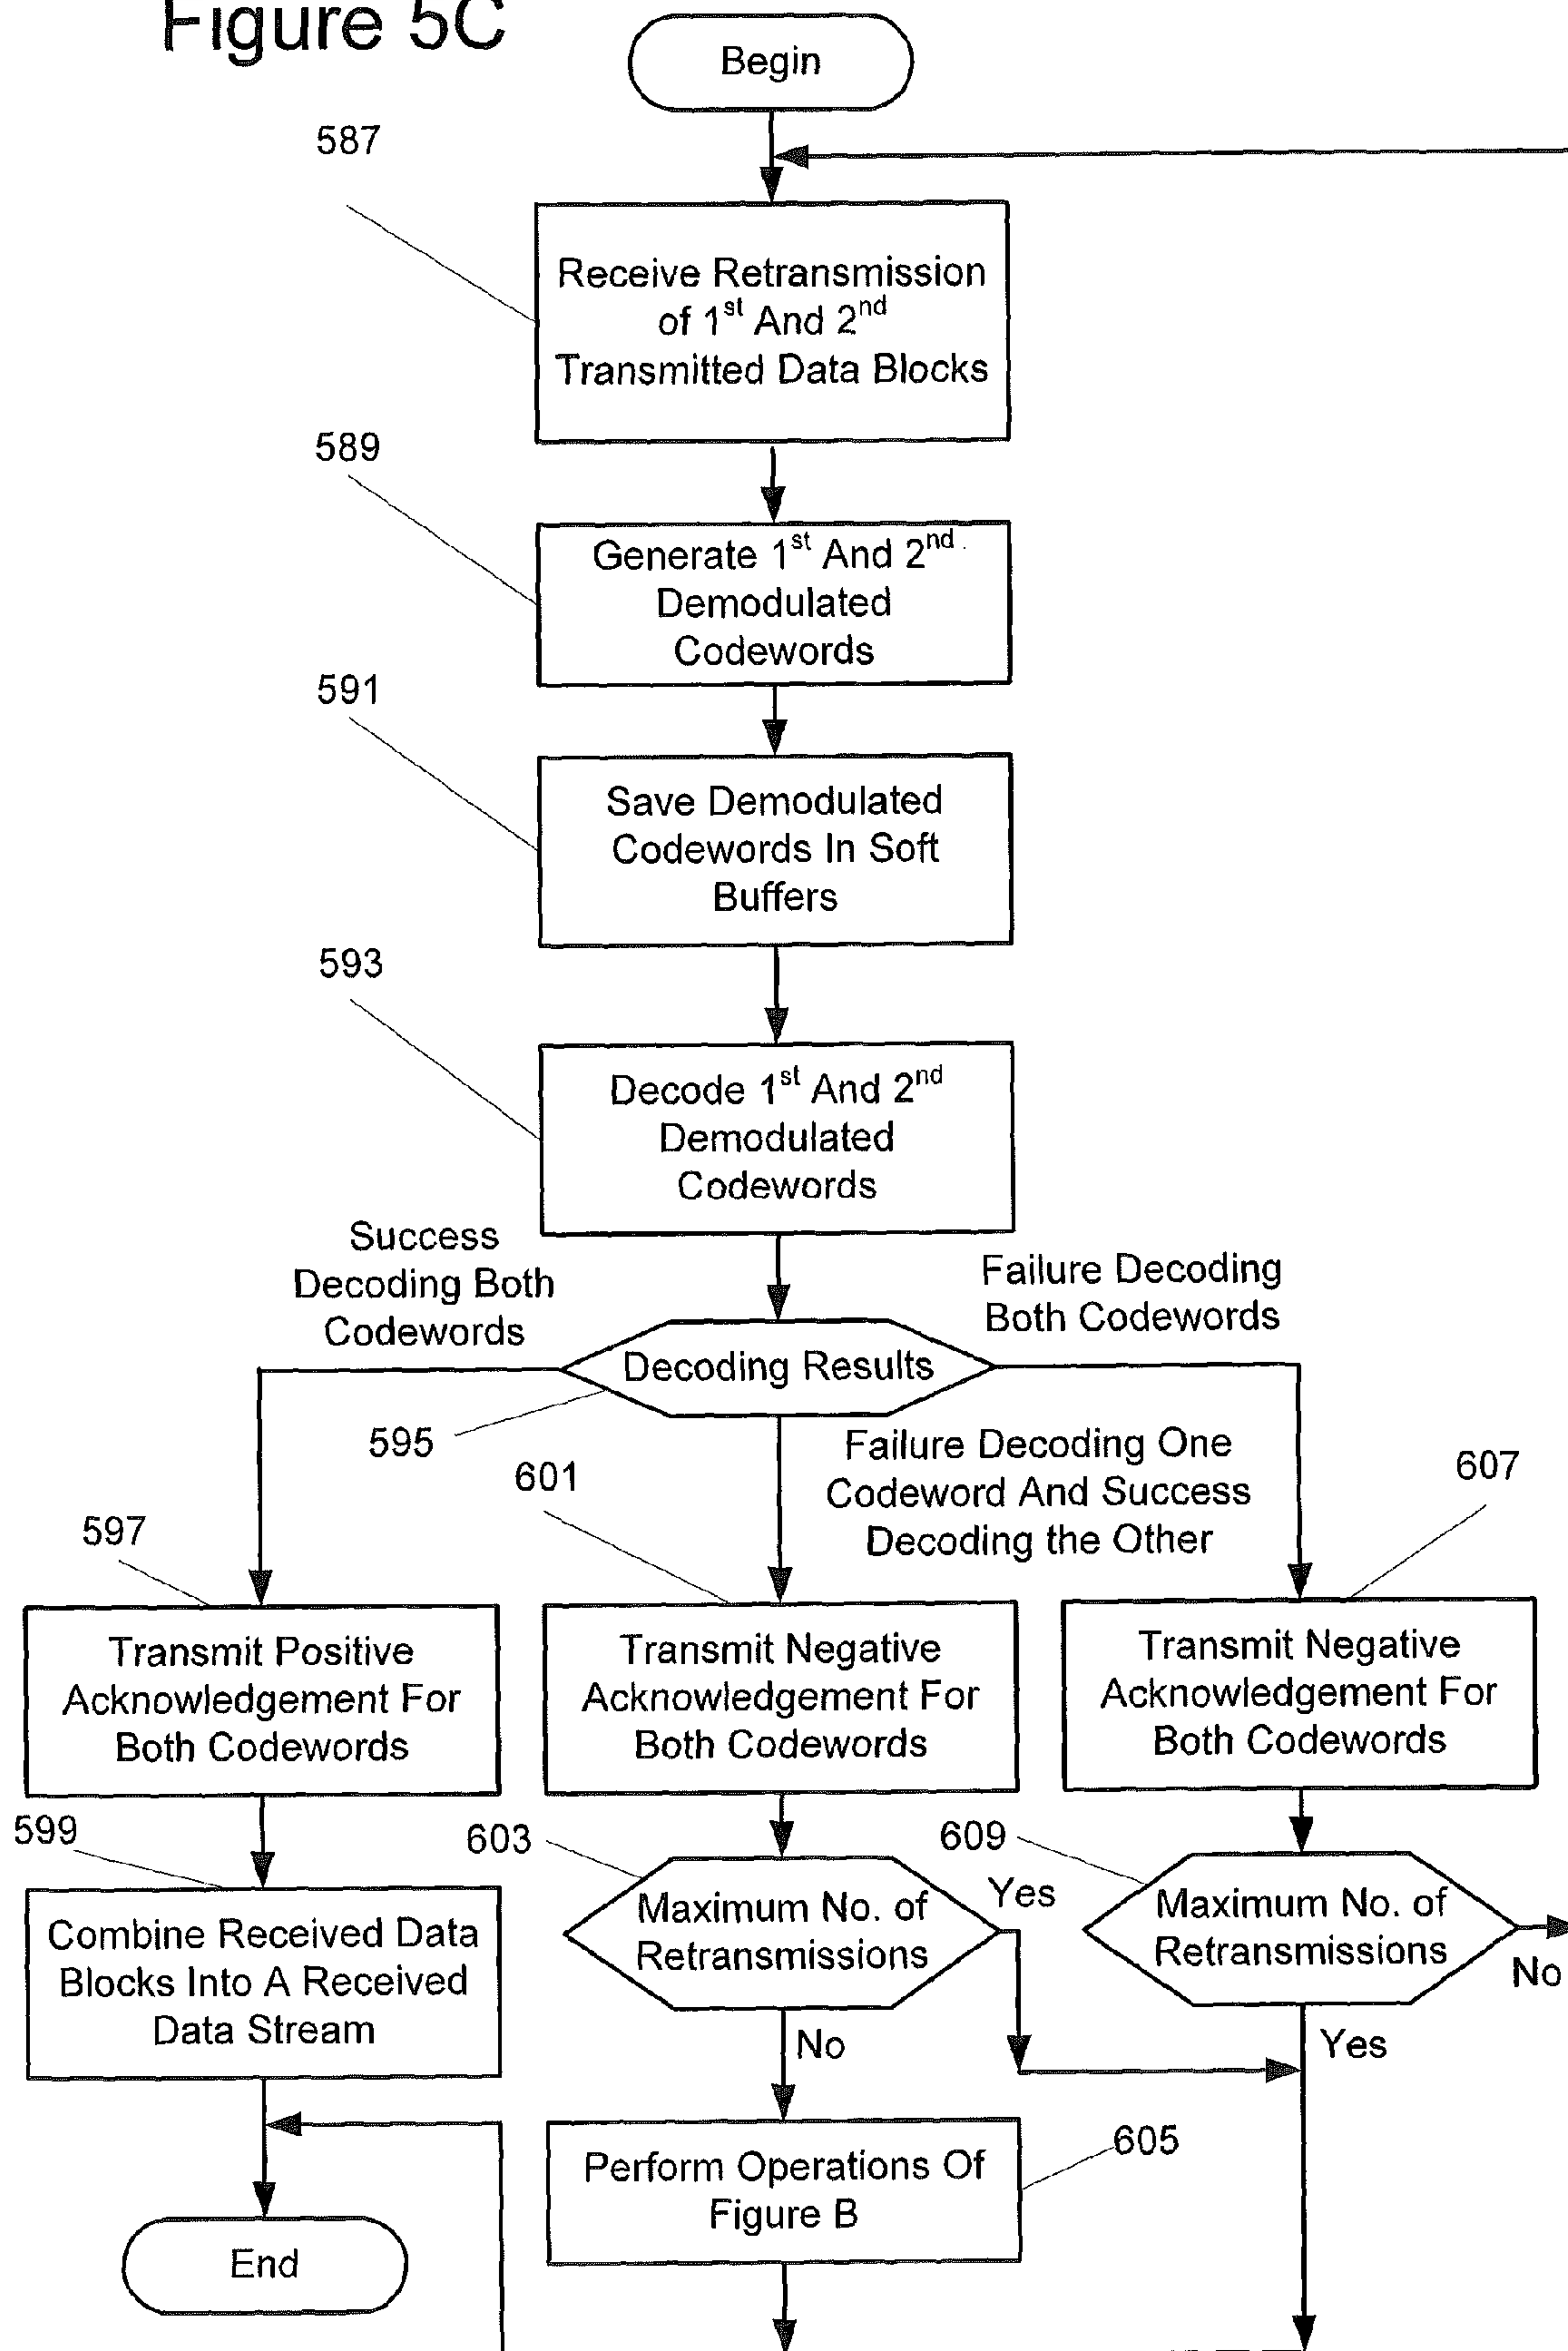 Figure 5C
Begin
587
Receive Retransmission
of 1st And 2nd
Transmitted Data Blocks
589
Generate 1st And 2nd
Demodulated
Codewords
591
Save Demodulated
Codewords In Soft
Buffers
593
Decode 1st And 2nd
Demodulated
Codewords
Success
Decoding Both
Codewords
Failure Decoding
Both Codewords
Decoding Results
595
Failure Decoding One
Codeword And Success
Decoding the Other
601
607
597
Transmit Positive
Acknowledgement For
Both Codewords
Transmit Negative
Acknowledgement For
Both Codewords
Transmit Negative
Acknowledgement For
Both Codewords
599
603
609
Combine Received Data
Blocks Into A Received
Data Stream
Maximum No. of
Retransmissions
Yes
Maximum No. of
Retransmissions
No
No
Yes
Perform Operations Of
Figure B
605
End